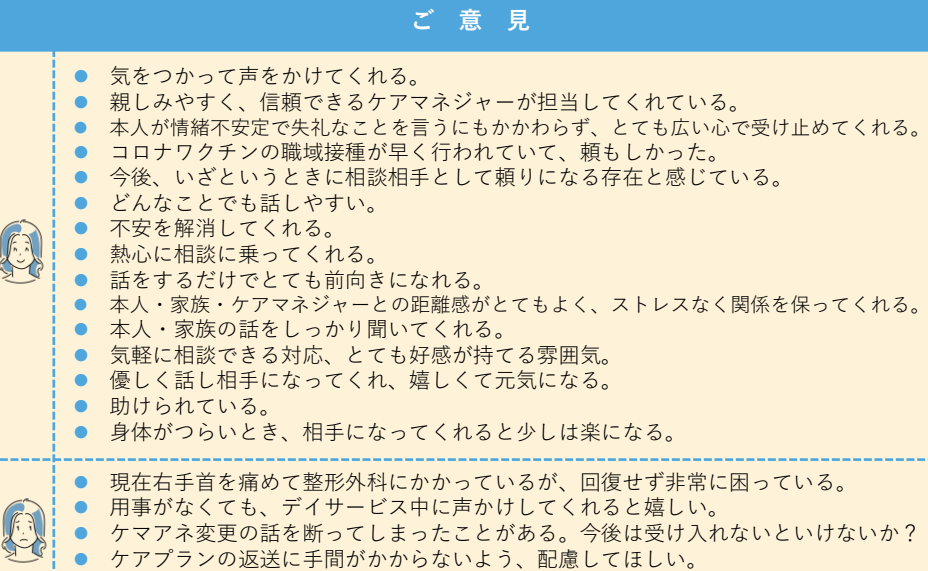 ご 意 見
● 気をつかって声をかけてくれる。
● 親しみやすく、信頼できるケアマネジャーが担当してくれている。
● 本人が情緒不安定で失礼なことを言うにもかかわらず、とても広い心で受け止めてくれる。
● コロナワクチンの職域接種が早く行われていて、頼もしかった。
● 今後、いざというときに相談相手として頼りになる存在と感じている。
● どんなことでも話しやすい。
● 不安を解消してくれる。
● 熱心に相談に乗ってくれる。
● 話をするだけでとても前向きになれる。
● 本人・家族・ケアマネジャーとの距離感がとてもよく、ストレスなく関係を保ってくれる。
● 本人・家族の話をしっかり聞いてくれる。
● 気軽に相談できる対応、とても好感が持てる雰囲気。
● 優しく話し相手になってくれ、嬉しくて元気になる。
● 助けられている。
● 身体がつらいとき、相手になってくれると少しは楽になる。
● 現在右手首を痛めて整形外科にかかっているが、回復せず非常に困っている。
● 用事がなくても、デイサービス中に声かけしてくれると嬉しい。
● ケマアネ変更の話を断ってしまったことがある。今後は受け入れないといけないか？
● ケアプランの返送に手間がかからないよう、配慮してほしい。